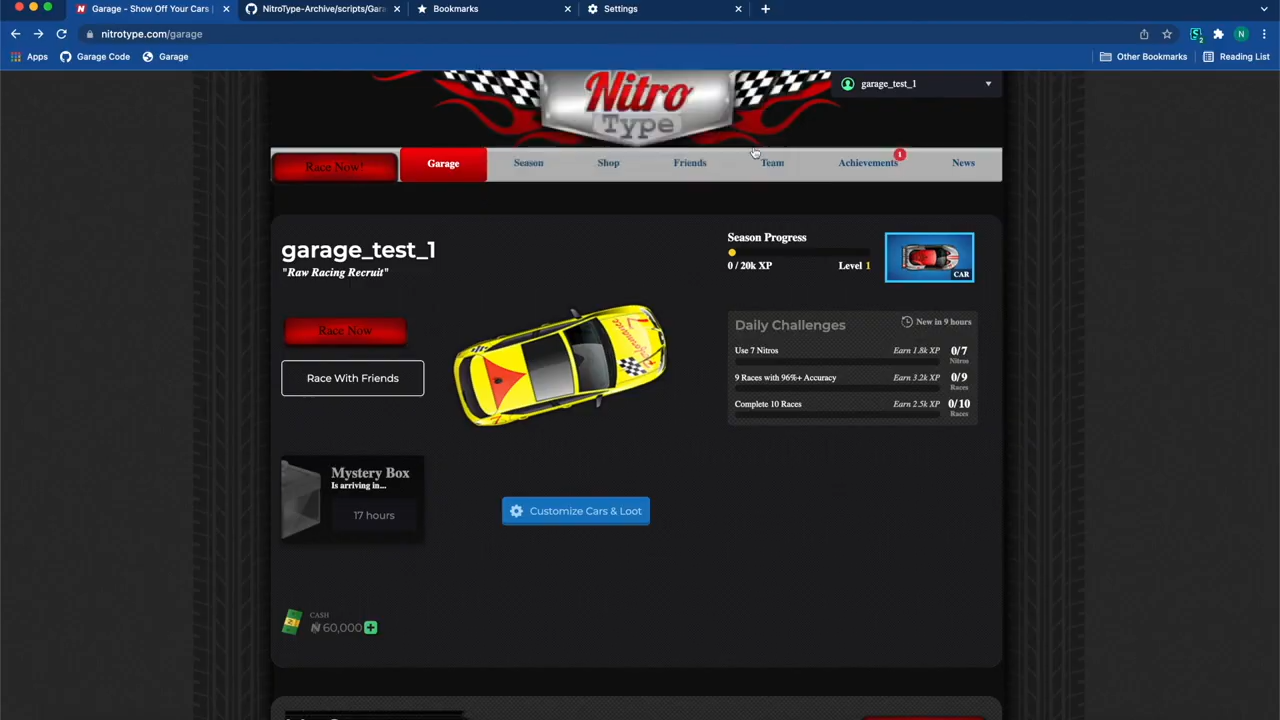 Garage - Show Off Your Cars
NitroType-Archive/scripts/Gara
Bookmarks
Settings
nitrotype.com/garage
Apps
Garage Code
Garage
Other Bookmarks
Reading List
Nitro
Type
garage_test_1
Race Now!
Garage
Season
Shop
Friends
Team
Achievements
1
News
garage_test_1
"Raw Racing Recruit"
Season Progress
0 / 20k XP
Level 1
CAR
Race Now
Race With Friends
Daily Challenges
New in 9 hours
Use 7 Nitros
Earn 1.8k XP
0/7
Nitros
9 Races with 96%+ Accuracy
Earn 3.2k XP
0/9
Races
Complete 10 Races
Earn 2.5k XP
0/10
Races
Mystery Box
Is arriving in...
17 hours
Customize Cars & Loot
CASH
60,000